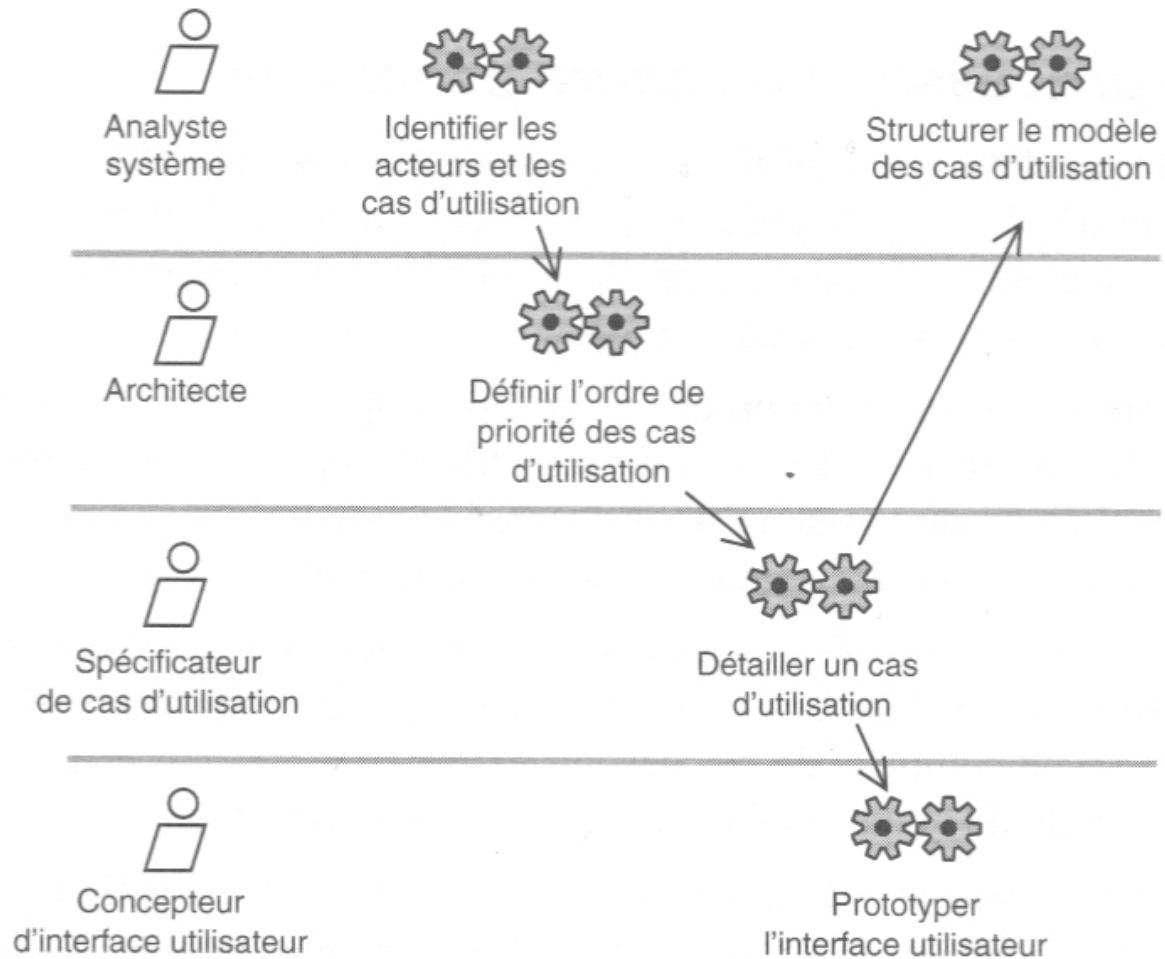 Analyste
système
Identifier les
acteurs et les
cas d'utilisation
Structurer le modèle
des cas d'utilisation
Architecte
Définir l'ordre de
priorité des cas
d'utilisation
Spécificateur
de cas d'utilisation
Détailler un cas
d'utilisation
Concepteur
d'interface utilisateur
Prototyper
l'interface utilisateur